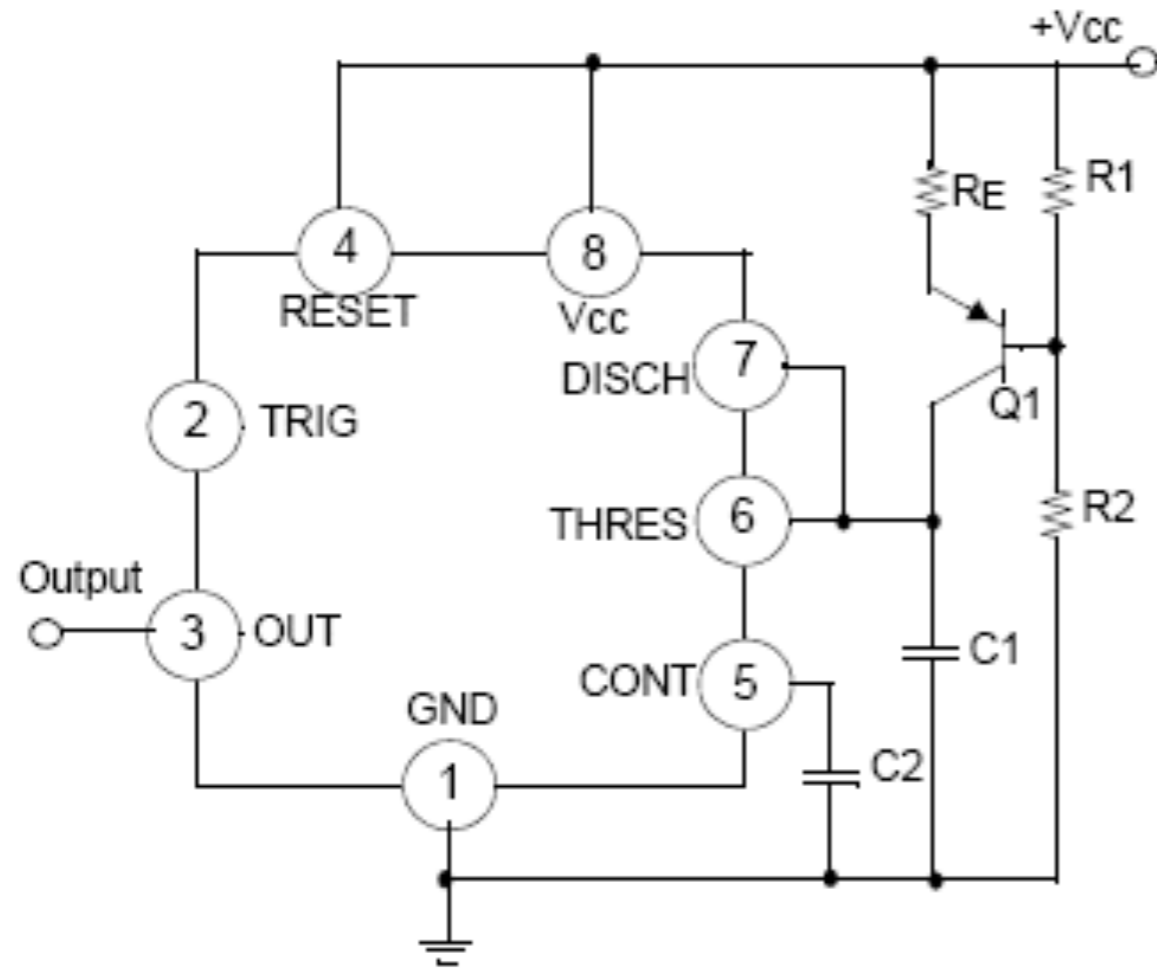 +Vcc
RE
R1
4
RESET
8
Vcc
7
DISCH
Q1
2
TRIG
6
THRES
R2
Output
3
OUT
C1
5
CONT
GND
1
C2